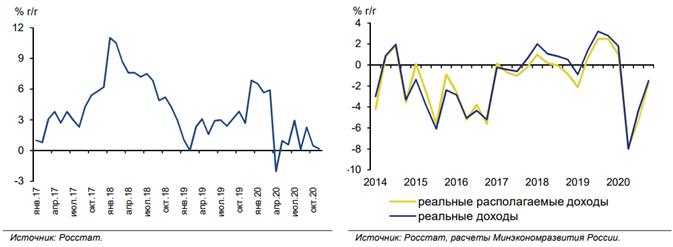 % г/г
12
9
6
3
0
-3
янв.17
апр.17
июл.17
окт.17
янв.18
апр.18
июл.18
окт.18
янв.19
апр.19
июл.19
окт.19
янв.20
апр.20
июл.20
окт.20
Источник: Росстат.
% г/г
4
2
0
-2
-4
-6
-8
-10
2014
2015
2016
2017
2018
2019
2020
реальные располагаемые доходы
реальные доходы
Источник: Росстат, расчеты Минэкономразвития России.